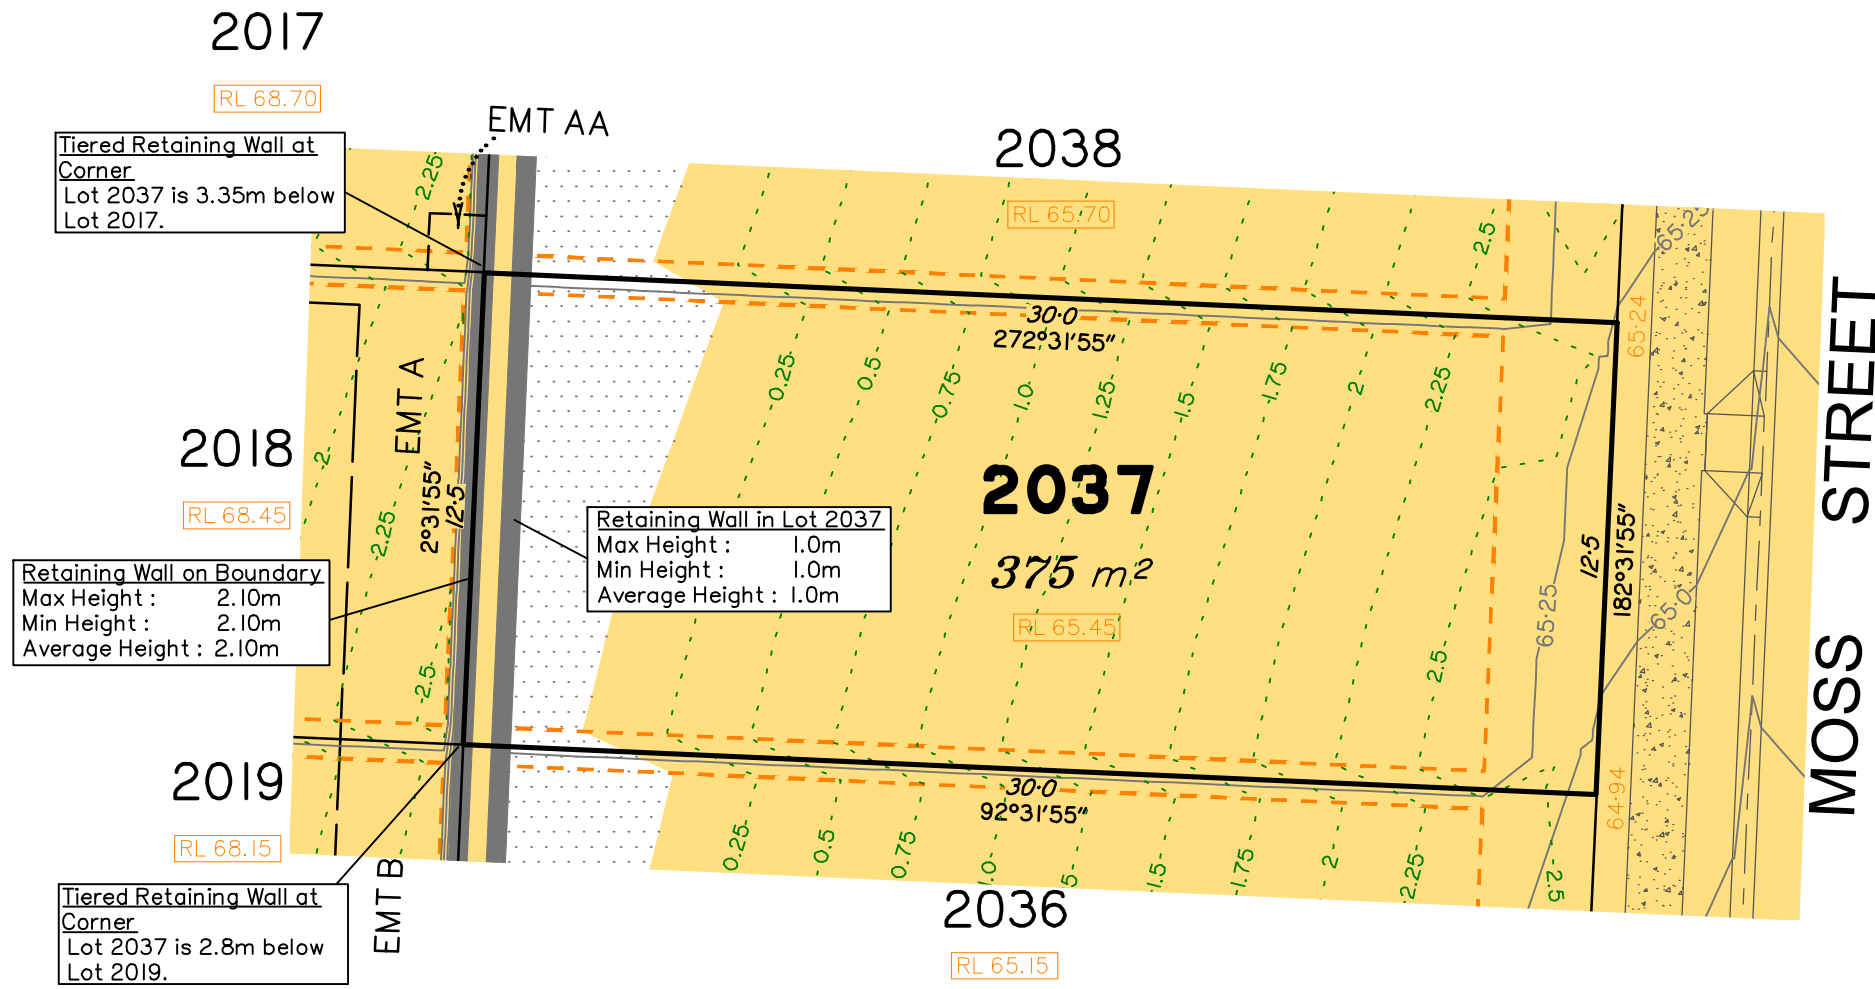 2017
RL 68.70
EMT AA
Tiered Retaining Wall at
Corner
Lot 2037 is 3.35m below
Lot 2017.
2038
RL 65.70
2.25
2.5
65.24
30.0
272°31'55"
0.25
0.5
0.75
1.0
1.25
1.5
1.75
2
2.25
STREET
MOSS
2018
RL 68.45
EMT A
2
2.25
2.5
2°31'55"
12.5
2037
375 m²
RL 65.45
2.5
65.25
12.5
182°31'55"
65.0
Retaining Wall in Lot 2037
Max Height : 1.0m
Min Height : 1.0m
Average Height : 1.0m
Retaining Wall on Boundary
Max Height : 2.10m
Min Height : 2.10m
Average Height : 2.10m
2019
RL 68.15
EMT B
30.0
92°31'55"
64.94
0.25
0.5
0.75
1.0
1.5
1.75
2
2.25
2.5
Tiered Retaining Wall at
Corner
Lot 2037 is 2.8m below
Lot 2019.
2036
RL 65.15